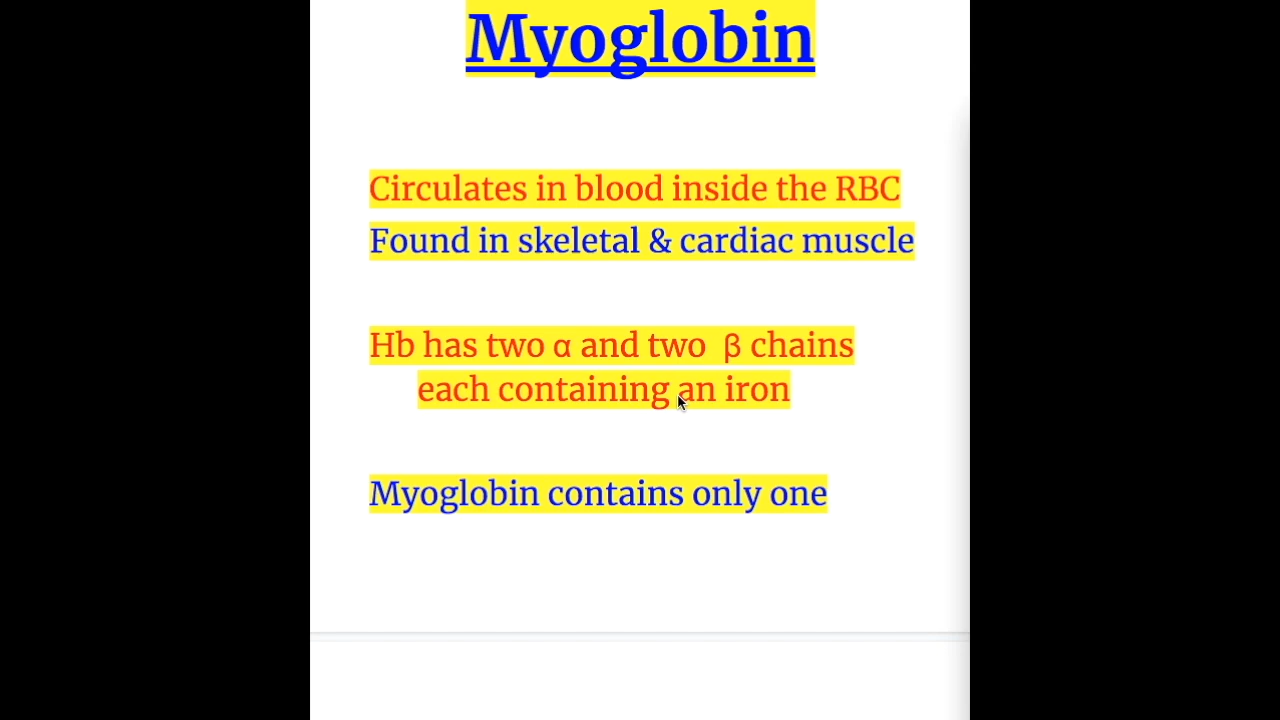 Myoglobin
Circulates in blood inside the RBC
Found in skeletal & cardiac muscle
Hb has two α and two β chains
each containing an iron
Myoglobin contains only one